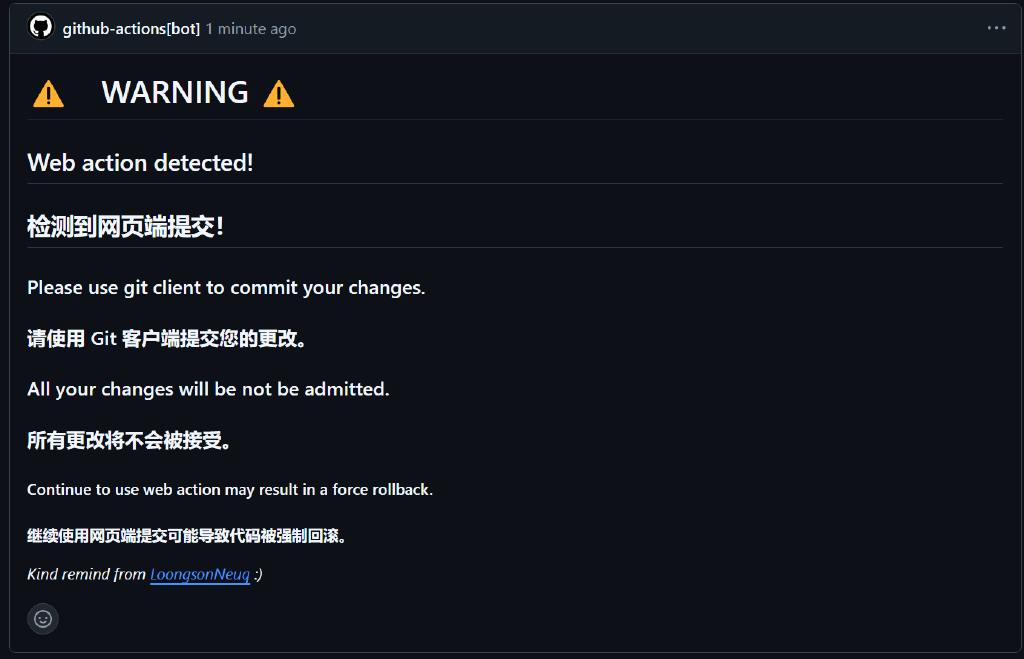 github-actions[bot] 1 minute ago
WARNING
Web action detected!
检测到网页端提交!
Please use git client to commit your changes.
请使用 Git 客户端提交您的更改。
All your changes will be not be admitted.
所有更改将不会被接受。
Continue to use web action may result in a force rollback.
继续使用网页端提交可能导致代码被强制回滚。
Kind remind from LoongsonNeuq :)